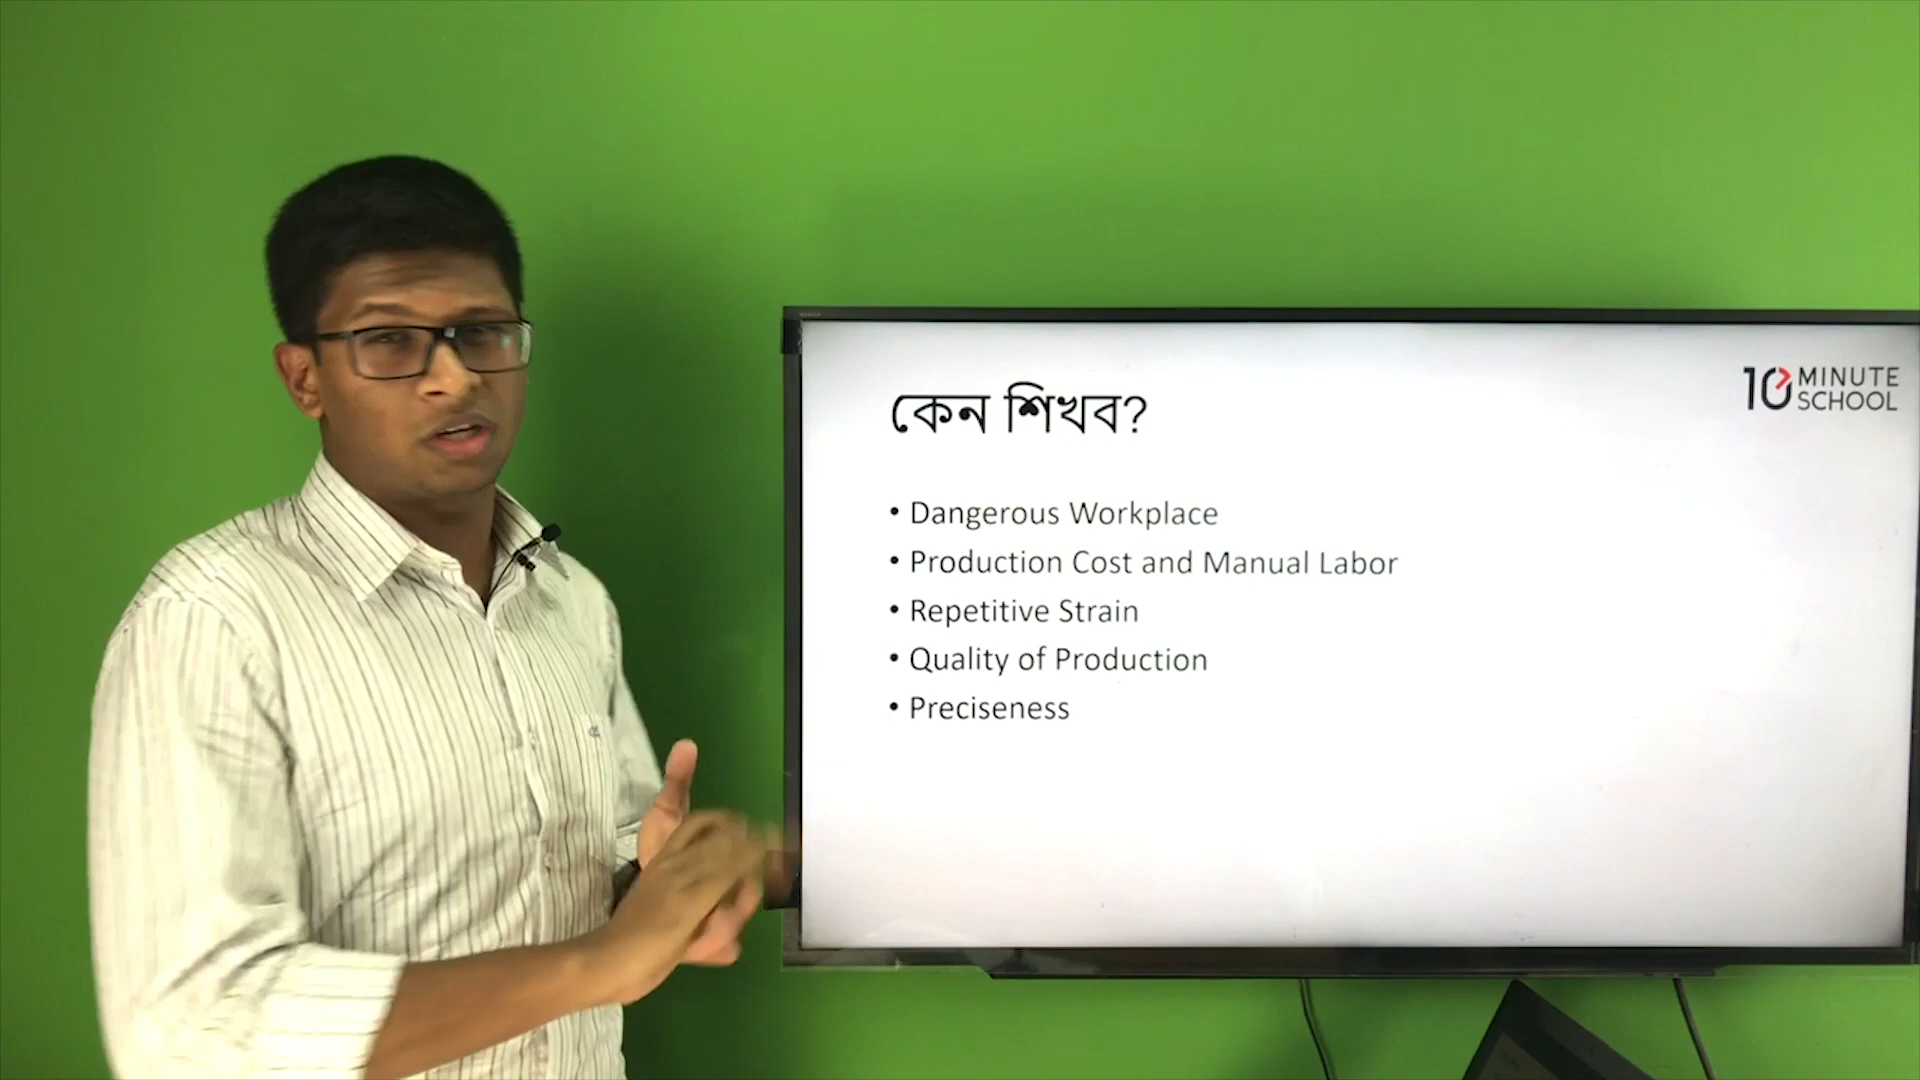 কেন শিখব?
10 MINUTE
SCHOOL
• Dangerous Workplace
• Production Cost and Manual Labor
• Repetitive Strain
• Quality of Production
• Preciseness